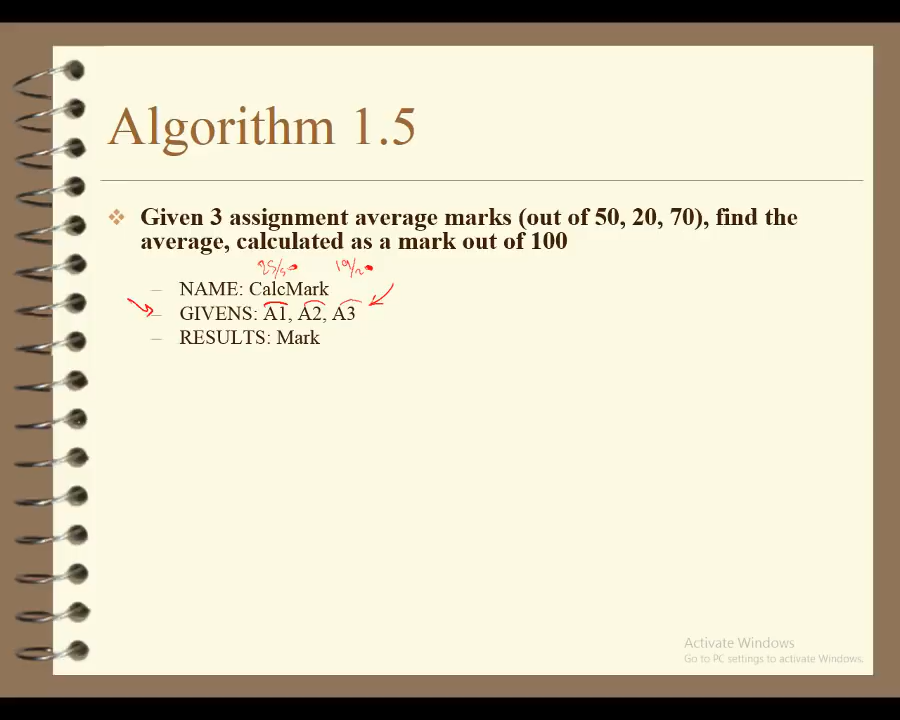 Algorithm 1.5
Given 3 assignment average marks (out of 50, 20, 70), find the
average, calculated as a mark out of 100
– NAME: CalcMark
– GIVENS: A1, A2, A3
– RESULTS: Mark
Activate Windows
Go to PC settings to activate Windows.